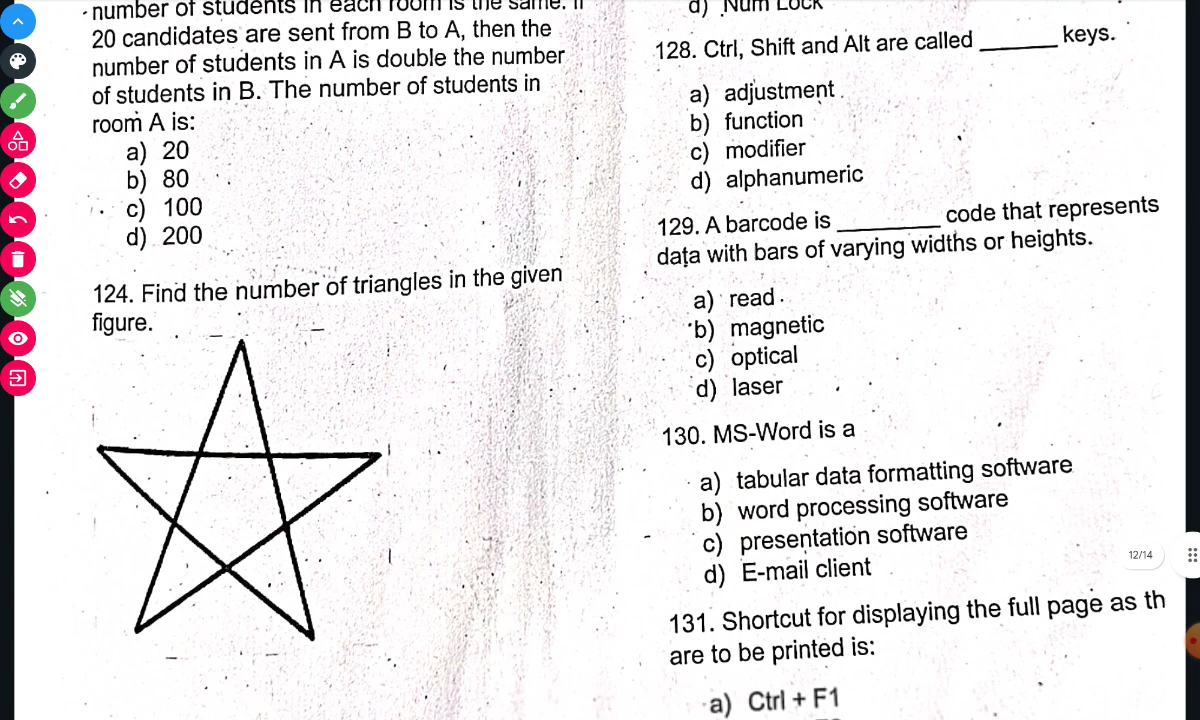 number of students in each room is the same. If
20 candidates are sent from B to A, then the
number of students in A is double the number
of students in B. The number of students in
room A is:
a) 20
b) 80
c) 100
d) 200
124. Find the number of triangles in the given
figure.
d) Num Lock
128. Ctrl, Shift and Alt are called ______ keys.
a) adjustment
b) function
c) modifier
d) alphanumeric
129. A barcode is ________ code that represents
data with bars of varying widths or heights.
a) read
b) magnetic
c) optical
d) laser
130. MS-Word is a
a) tabular data formatting software
b) word processing software
c) presentation software
d) E-mail client
131. Shortcut for displaying the full page as th
are to be printed is:
a) Ctrl + F1
12/14